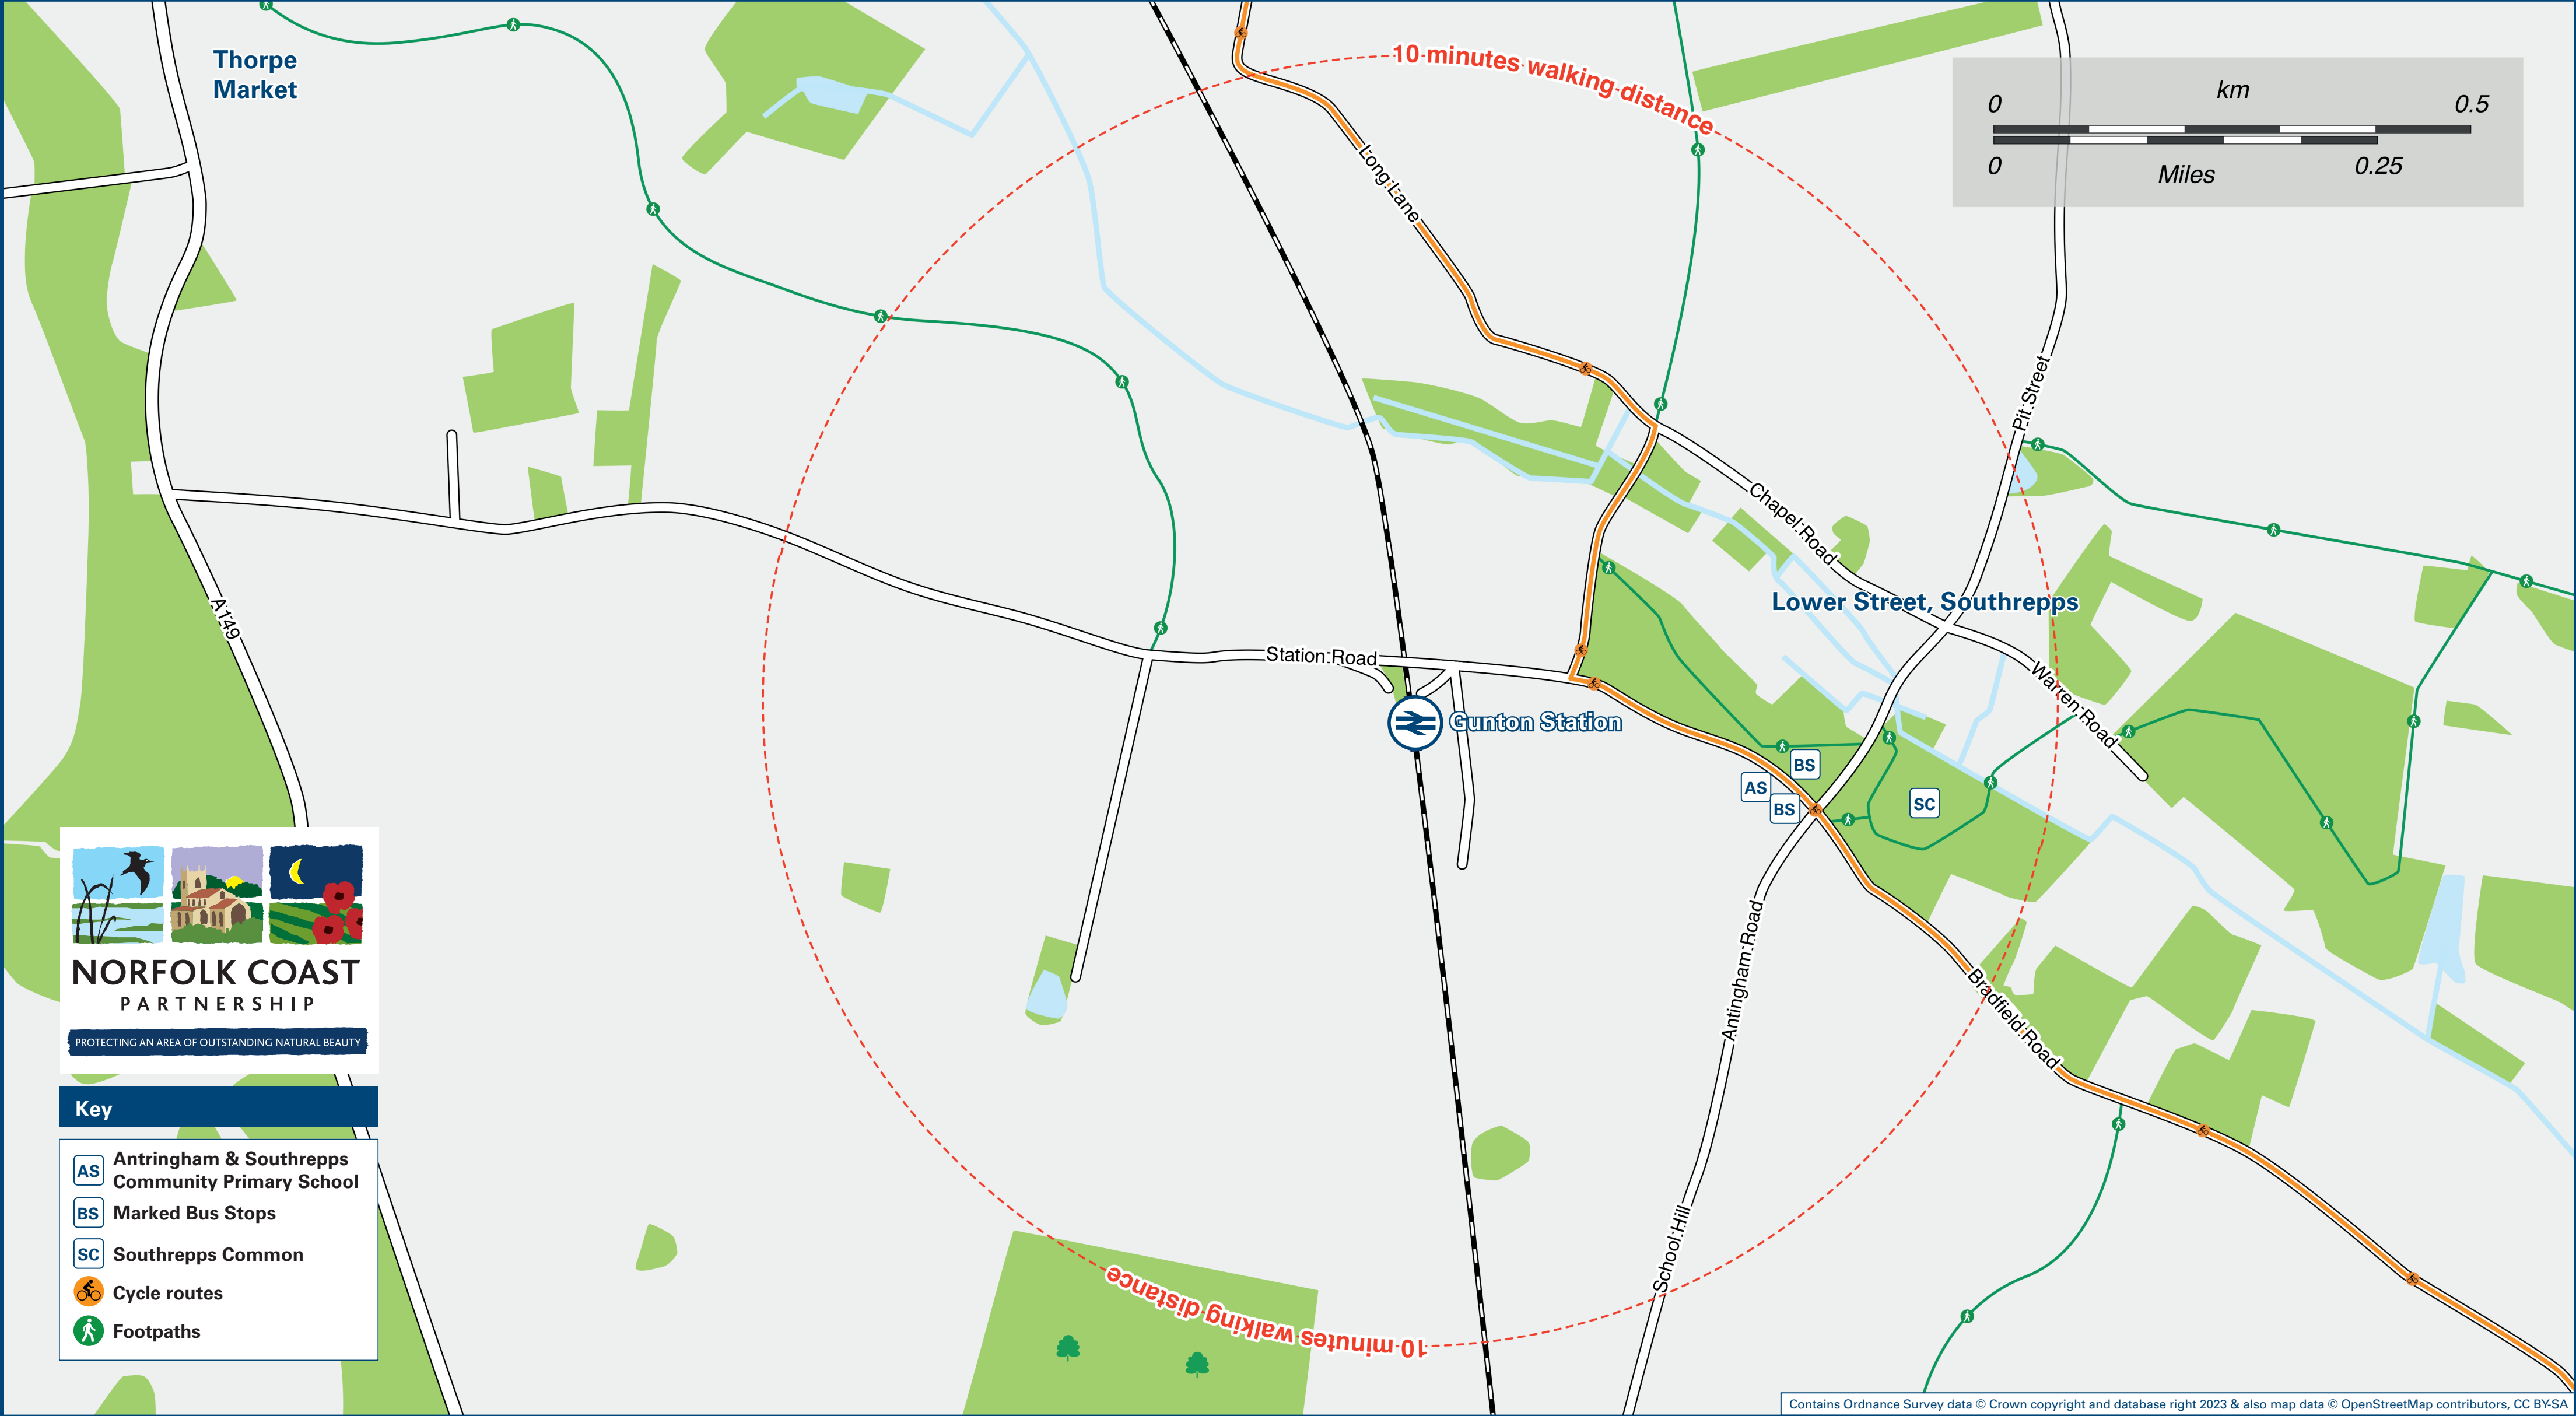 Thorpe
Market
10 minutes walking distance
km
0
0.5
0
Miles
0.25
Long Lane
Pit Street
Chapel Road
Lower Street, Southrepps
A149
Station Road
Warren Road
Gunton Station
BS
AS
BS
SC
Antingham Road
Bradfield Road
School Hill
10 minutes walking distance
NORFOLK COAST
PARTNERSHIP
PROTECTING AN AREA OF OUTSTANDING NATURAL BEAUTY
Key
AS
Antringham & Southrepps
Community Primary School
BS
Marked Bus Stops
SC
Southrepps Common
Cycle routes
Footpaths
Contains Ordnance Survey data © Crown copyright and database right 2023 & also map data © OpenStreetMap contributors, CC BY-SA